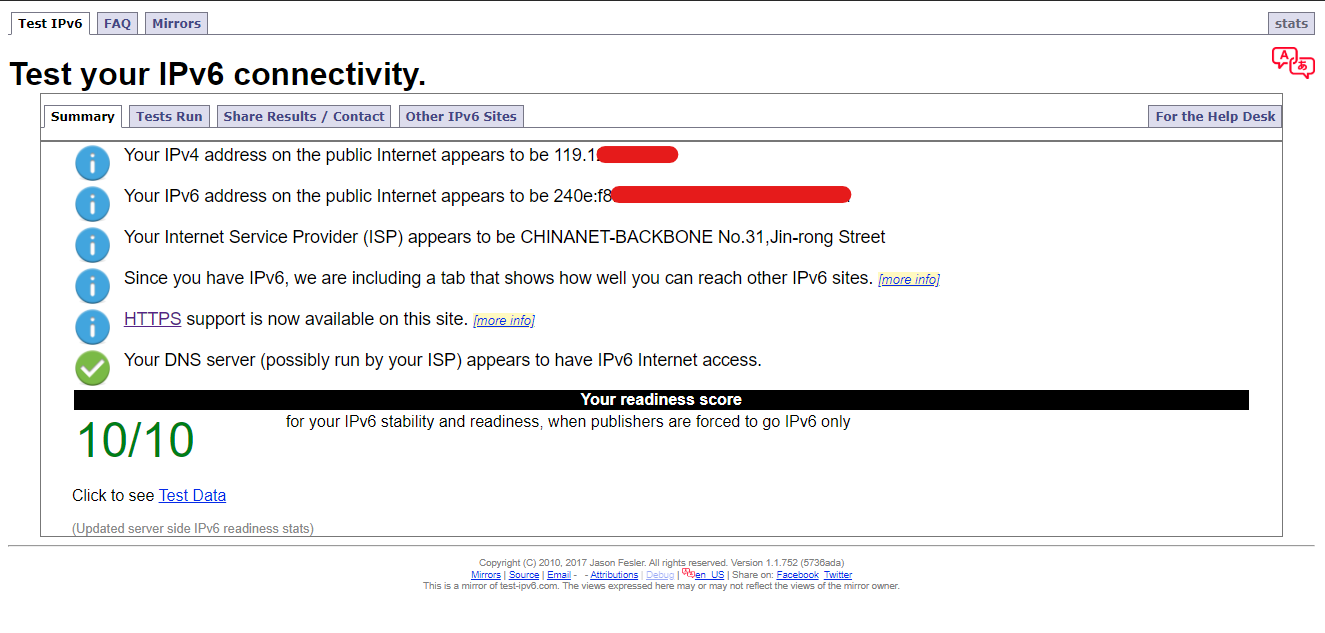 Test IPv6 FAQ Mirrors stats
Test your IPv6 connectivity.
Summary Tests Run Share Results / Contact Other IPv6 Sites For the Help Desk
Your IPv4 address on the public Internet appears to be 119.1
Your IPv6 address on the public Internet appears to be 240e:f8
Your Internet Service Provider (ISP) appears to be CHINANET-BACKBONE No.31,Jin-rong Street
Since you have IPv6, we are including a tab that shows how well you can reach other IPv6 sites. [more info]
HTTPS support is now available on this site. [more info]
Your DNS server (possibly run by your ISP) appears to have IPv6 Internet access.
Your readiness score
10/10 for your IPv6 stability and readiness, when publishers are forced to go IPv6 only
Click to see Test Data
(Updated server side IPv6 readiness stats)
Copyright (C) 2010, 2017 Jason Fesler. All rights reserved. Version 1.1.752 (5736ada)
Mirrors | Source | Email - - Attributions | Debug | en_US | Share on: Facebook Twitter
This is a mirror of test-ipv6.com. The views expressed here may or may not reflect the views of the mirror owner.